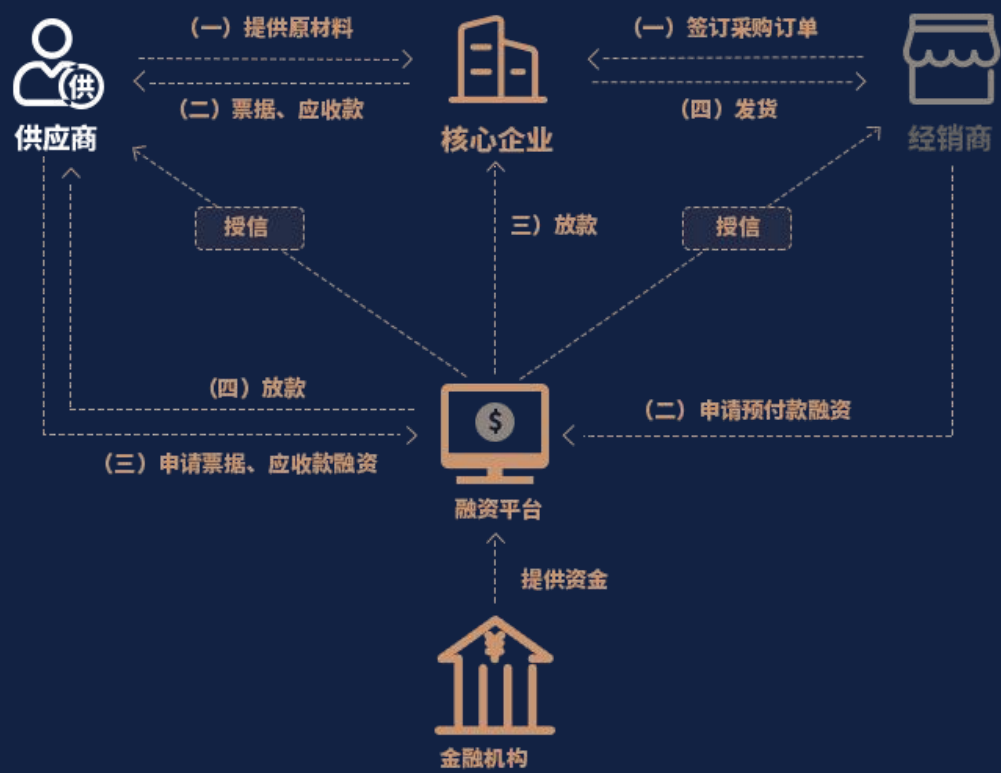 （一）提供原材料
（一）签订采购订单
供
（二）票据、应收款
（四）发货
供应商
核心企业
经销商
授信
三）放款
授信
（四）放款
$
（二）申请预付款融资
（三）申请票据、应收款融资
融资平台
提供资金
¥
金融机构